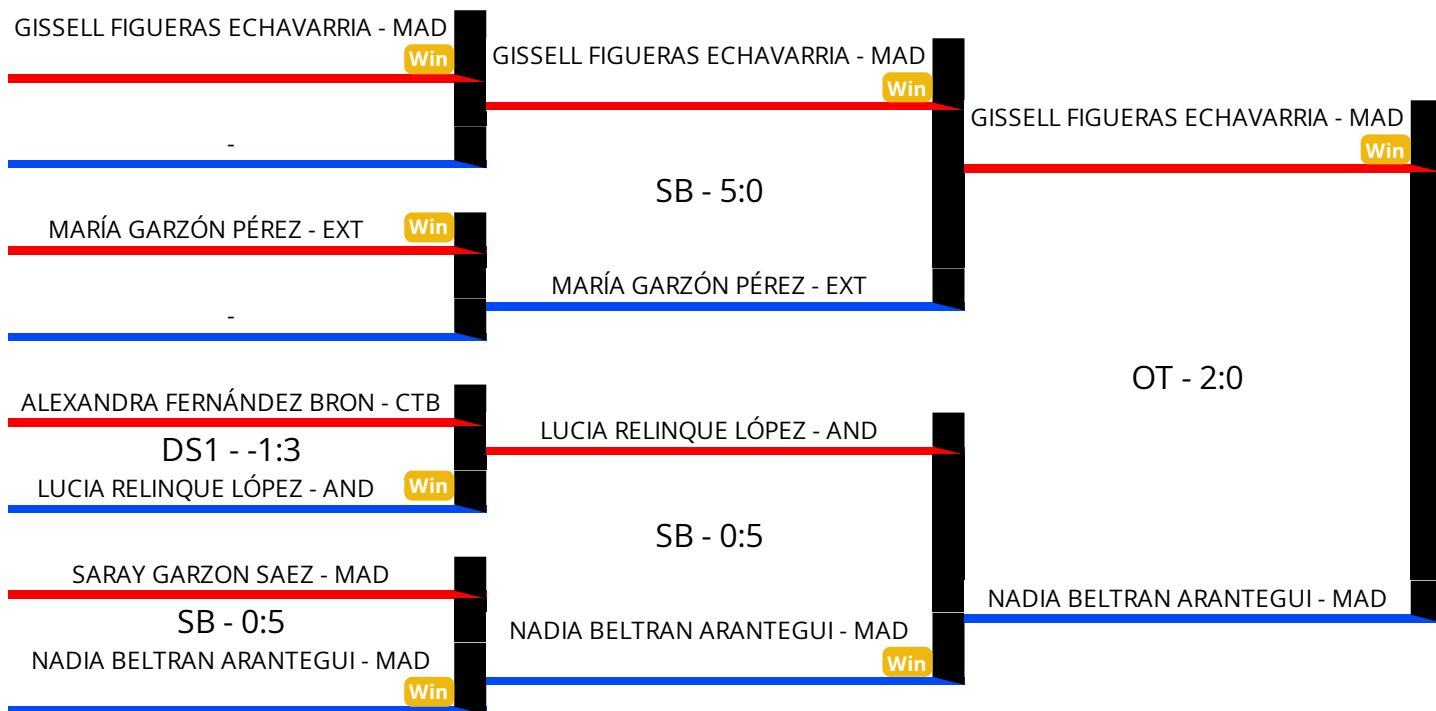 GISSELL FIGUERAS ECHAVARRIA - MAD
Win
-
MARÍA GARZÓN PÉREZ - EXT
Win
-
ALEXANDRA FERNÁNDEZ BRON - CTB
DS1 - -1:3
LUCIA RELINQUE LÓPEZ - AND
Win
SARAY GARZON SAEZ - MAD
SB - 0:5
NADIA BELTRAN ARANTEGUI - MAD
Win
GISSELL FIGUERAS ECHAVARRIA - MAD
Win
SB - 5:0
MARÍA GARZÓN PÉREZ - EXT
LUCIA RELINQUE LÓPEZ - AND
SB - 0:5
NADIA BELTRAN ARANTEGUI - MAD
Win
GISSELL FIGUERAS ECHAVARRIA - MAD
Win
OT - 2:0
NADIA BELTRAN ARANTEGUI - MAD